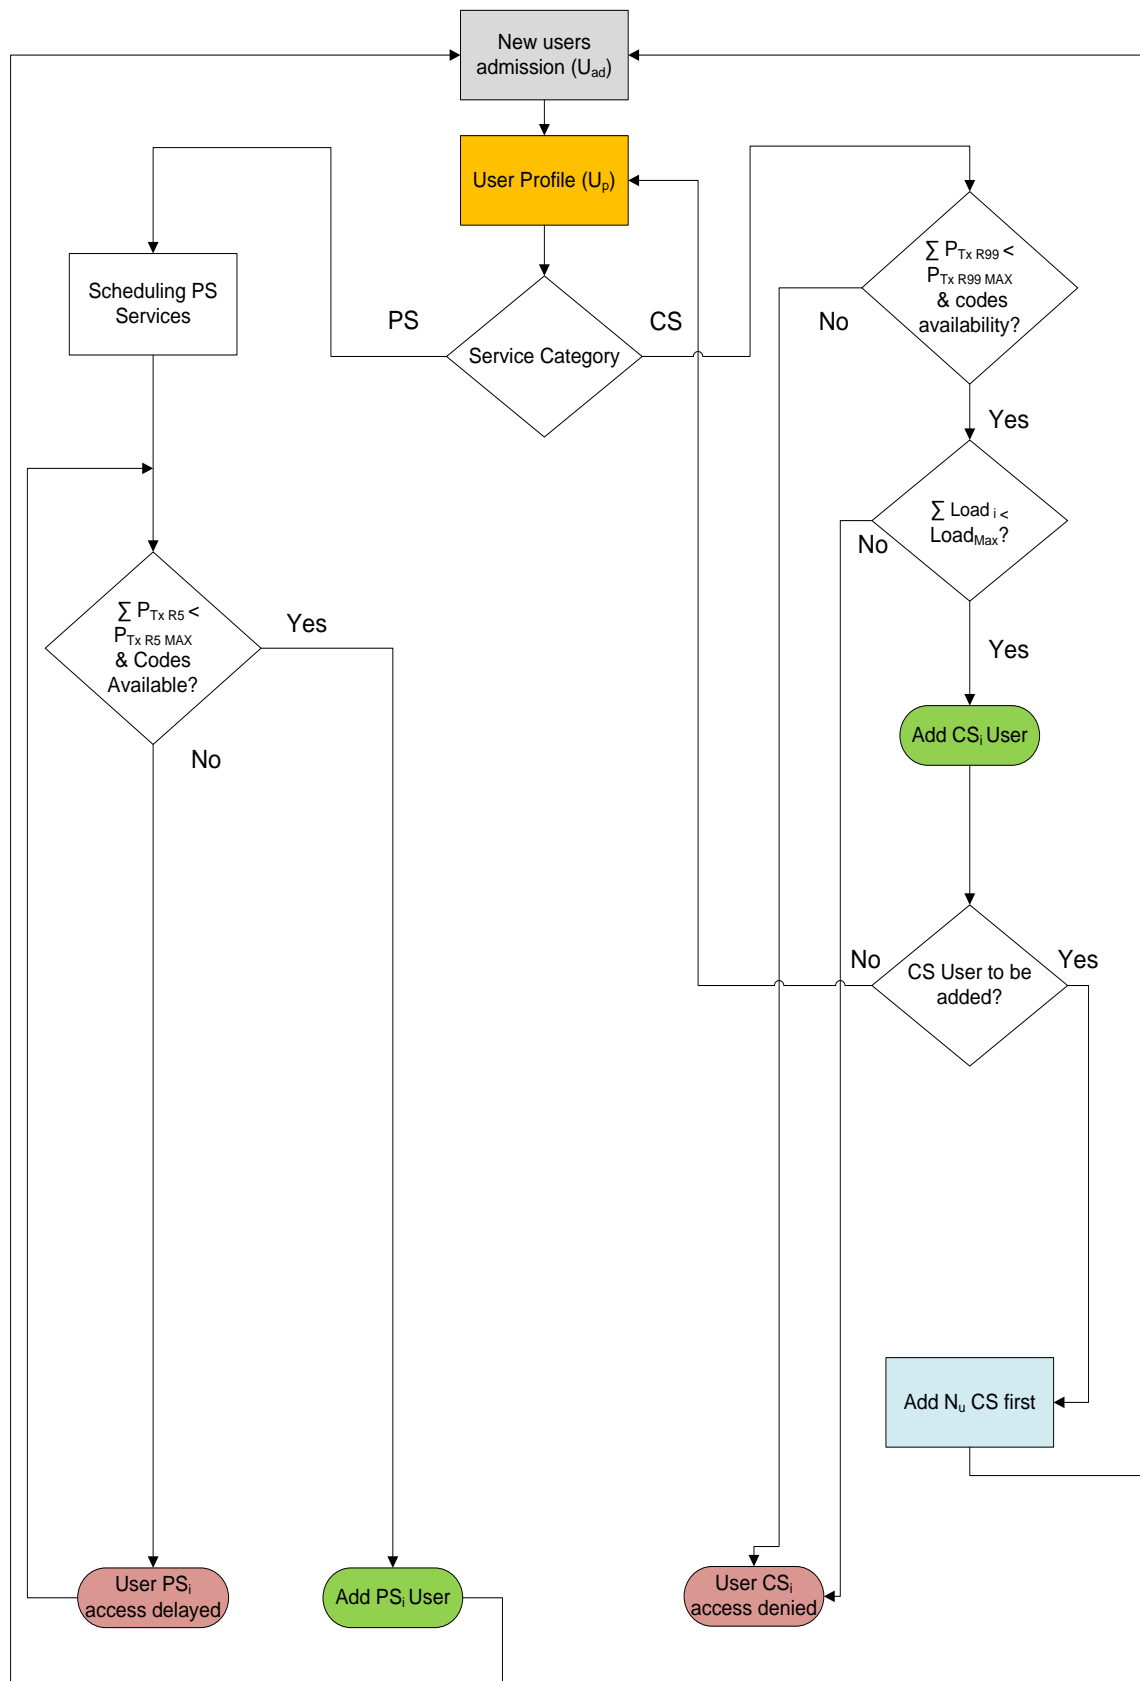 New users
admission (Uad)
User Profile (Up)
Scheduling PS
Services
PS
CS
Service Category
∑ PTx R99 <
PTx R99 MAX
& codes
availability?
No
Yes
∑ Load i <
LoadMax?
No
Yes
∑ PTx R5 <
PTx R5 MAX
& Codes
Available?
Yes
No
Add CSi User
CS User to be
added?
No
Yes
Add Nu CS first
User PSi
access delayed
Add PSi User
User CSi
access denied